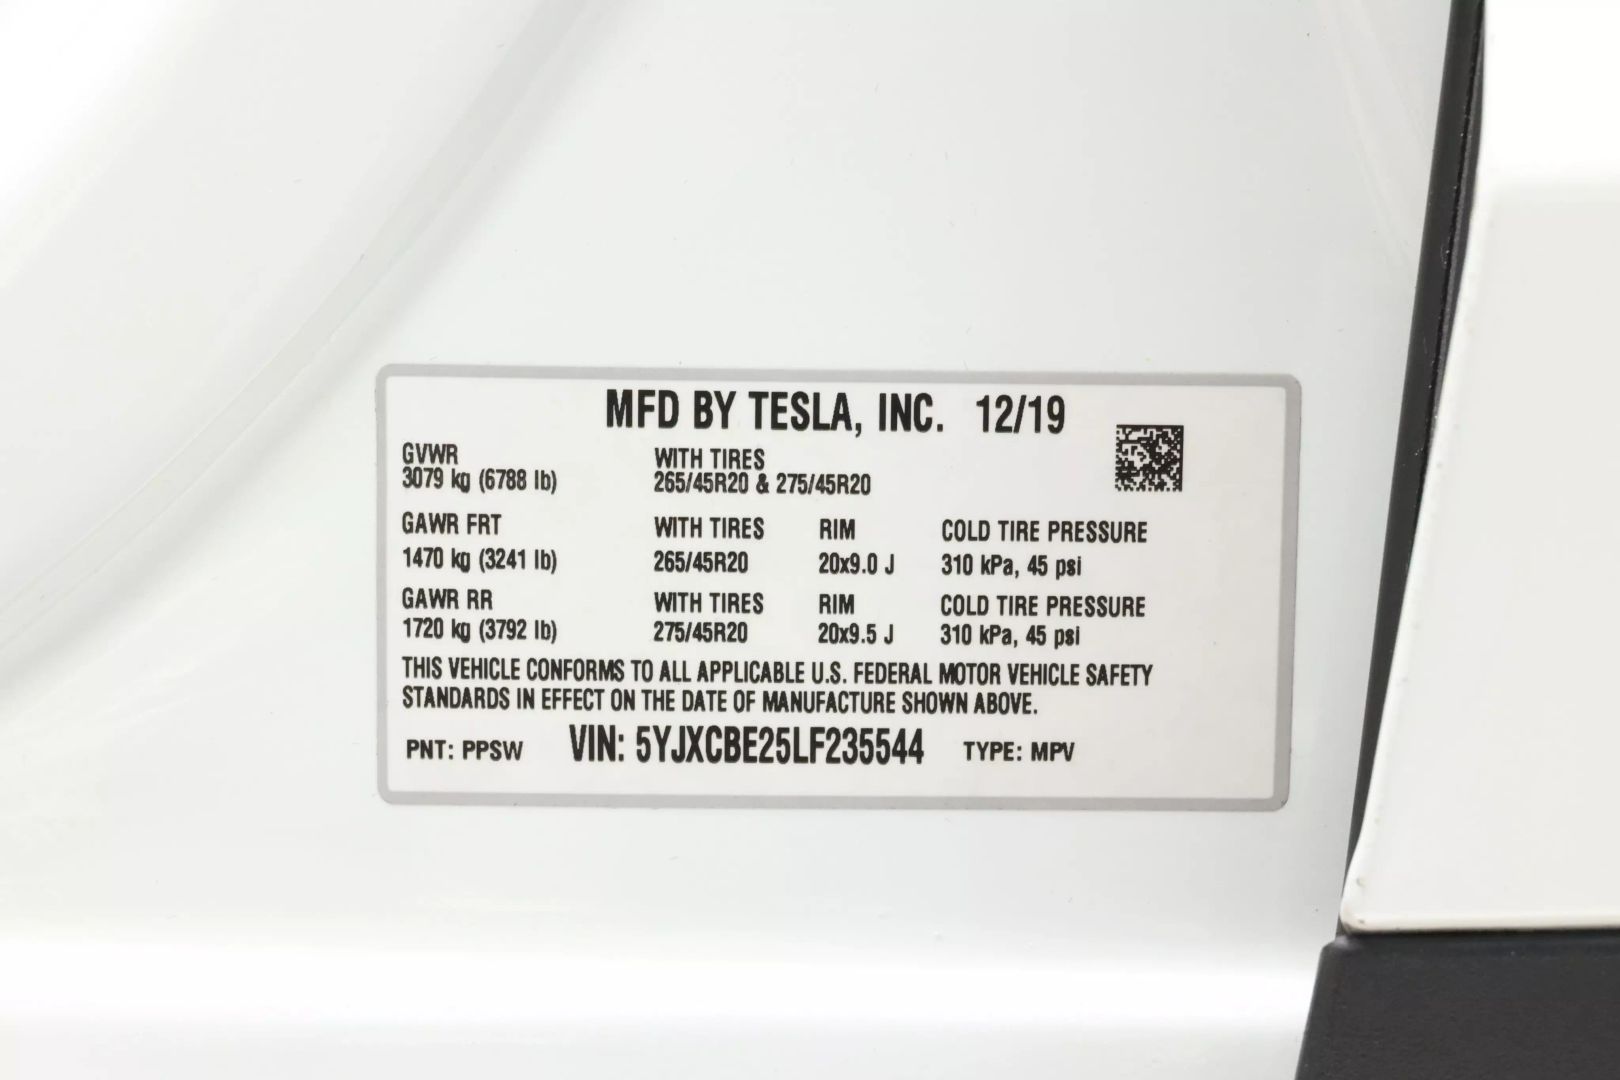 MFD BY TESLA, INC. 12/19
GVWR WITH TIRES
3079 kg (6788 lb) 265/45R20 & 275/45R20
GAWR FRT WITH TIRES RIM COLD TIRE PRESSURE
1470 kg (3241 lb) 265/45R20 20x9.0 J 310 kPa, 45 psi
GAWR RR WITH TIRES RIM COLD TIRE PRESSURE
1720 kg (3792 lb) 275/45R20 20x9.5 J 310 kPa, 45 psi
THIS VEHICLE CONFORMS TO ALL APPLICABLE U.S. FEDERAL MOTOR VEHICLE SAFETY
STANDARDS IN EFFECT ON THE DATE OF MANUFACTURE SHOWN ABOVE.
PNT: PPSW VIN: 5YJXCBE25LF235544 TYPE: MPV